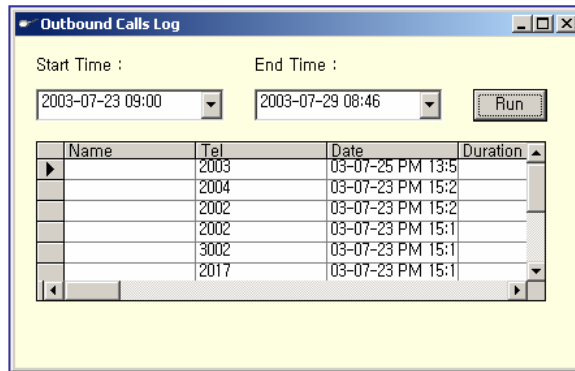 Outbound Calls Log
Start Time :
End Time :
2003-07-23 09:00
2003-07-29 08:46
Run
Name Tel Date Duration
2003 03-07-25 PM 13:5
2004 03-07-23 PM 15:2
2002 03-07-23 PM 15:2
2002 03-07-23 PM 15:1
3002 03-07-23 PM 15:1
2017 03-07-23 PM 15:1